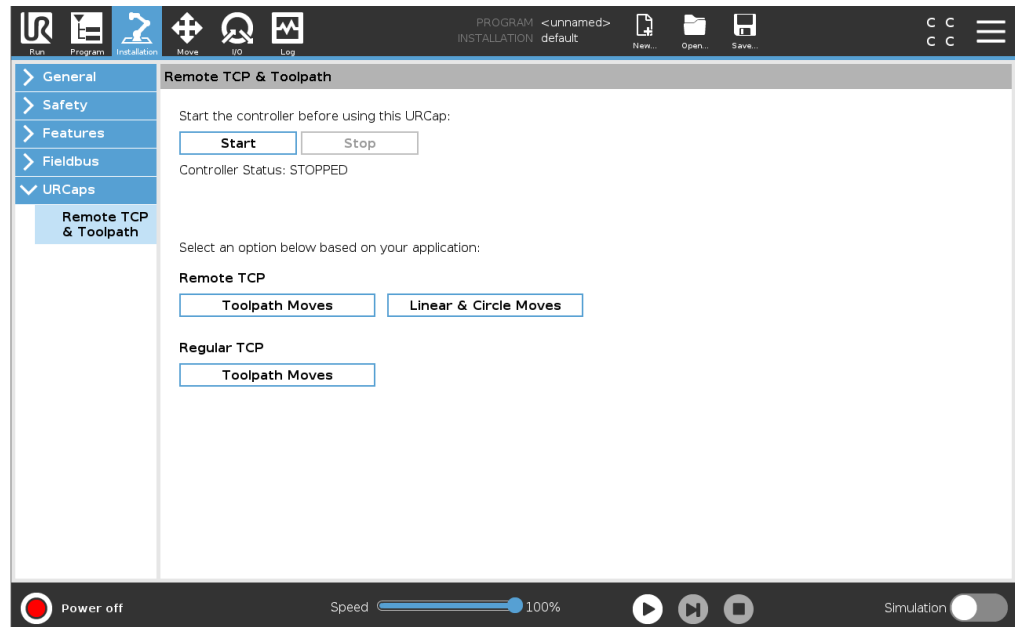 PROGRAM <unnamed>
INSTALLATION default
C C
C C
UR
Run Program Installation Move I/O Log New... Open... Save...
General
Safety
Features
Fieldbus
URCaps
Remote TCP
& Toolpath
Remote TCP & Toolpath
Start the controller before using this URCap:
Start Stop
Controller Status: STOPPED
Select an option below based on your application:
Remote TCP
Toolpath Moves Linear & Circle Moves
Regular TCP
Toolpath Moves
Power off Speed 100% Simulation